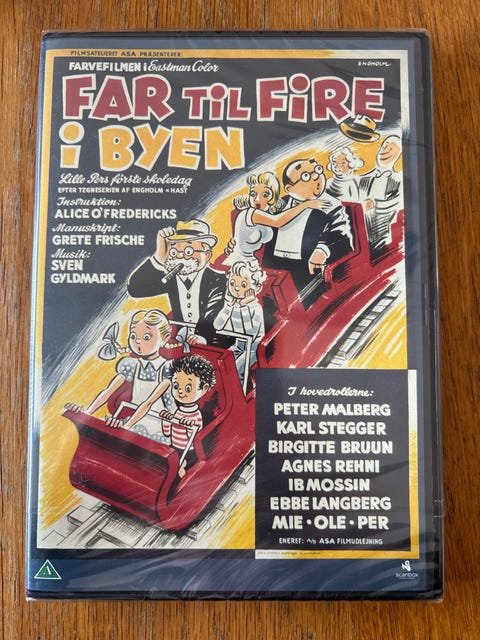 FILMSATELIERET ASA PRÆSENTERER:
FARVEFILMEN i Eastman Color
ENGHOLM
FAR TIL FIRE
i BYEN
Lille Pers første skoledag
EFTER TEGNESERIEN AF ENGHOLM • HAST
Instruktion:
ALICE O'FREDERICKS
Manuskript:
GRETE FRISCHE
Musik:
SVEN
GYLDMARK
I hovedrollerne:
PETER MALBERG
KARL STEGGER
BIRGITTE BRUUN
AGNES REHNI
IB MOSSIN
EBBE LANGBERG
MIE • OLE • PER
ENERET: A/S ASA FILMUDLEJNING
A
scanbox